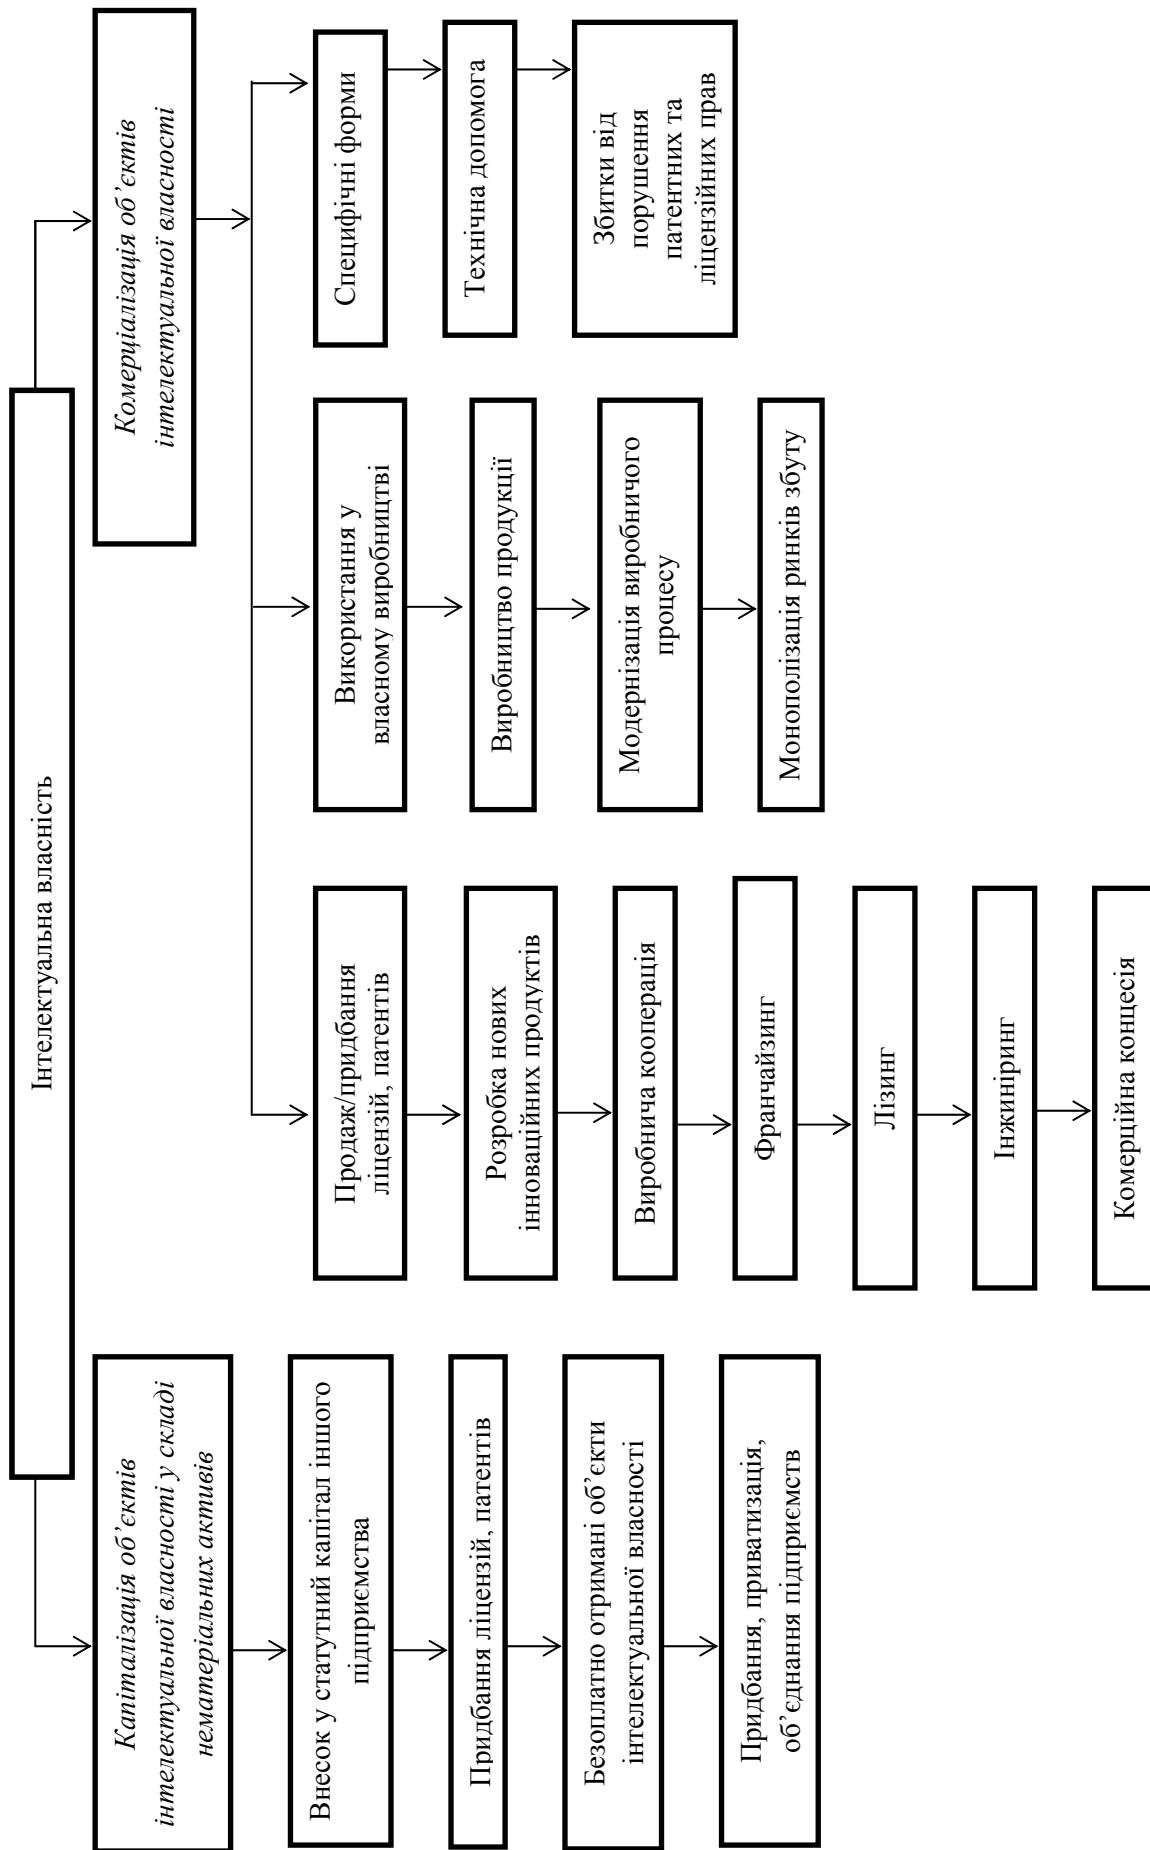 Інтелектуальна власність
Капіталізація об’єктів
інтелектуальної власності у складі
нематеріальних активів
Внесок у статутний капітал іншого
підприємства
Придбання ліцензій, патентів
Безоплатно отримані об’єкти
інтелектуальної власності
Придбання, приватизація,
об’єднання підприємств
Комерціалізація об’єктів
інтелектуальної власності
Продаж/придбання
ліцензій, патентів
Розробка нових
інноваційних продуктів
Виробнича кооперація
Франчайзинг
Лізинг
Інжиніринг
Комерційна концесія
Використання у
власному виробництві
Виробництво продукції
Модернізація виробничого
процесу
Монополізація ринків збуту
Специфічні форми
Технічна допомога
Збитки від
порушення
патентних та
ліцензійних прав